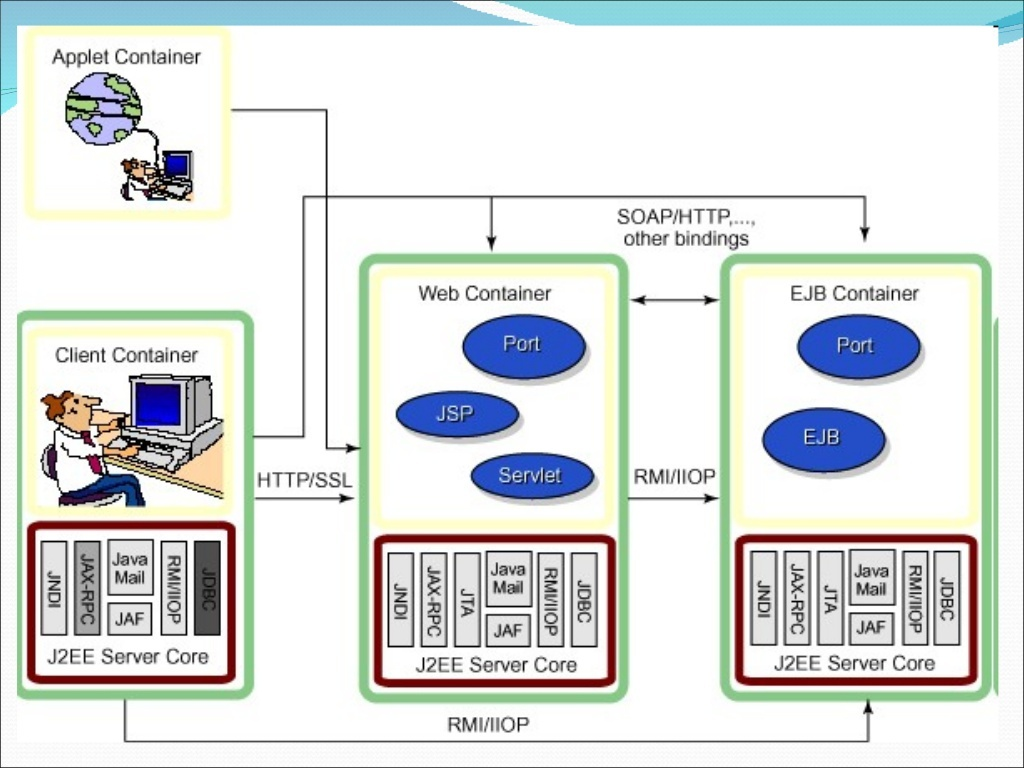 Applet Container
SOAP/HTTP,...,
other bindings
Client Container
HTTP/SSL
JNDI
JAX-RPC
Java
Mail
JAF
RMI/IIOP
JDBC
J2EE Server Core
Web Container
Port
JSP
Servlet
JNDI
JAX-RPC
JTA
Java
Mail
JAF
RMI/IIOP
JDBC
J2EE Server Core
RMI/IIOP
EJB Container
Port
EJB
JNDI
JAX-RPC
JTA
Java
Mail
JAF
RMI/IIOP
JDBC
J2EE Server Core
RMI/IIOP